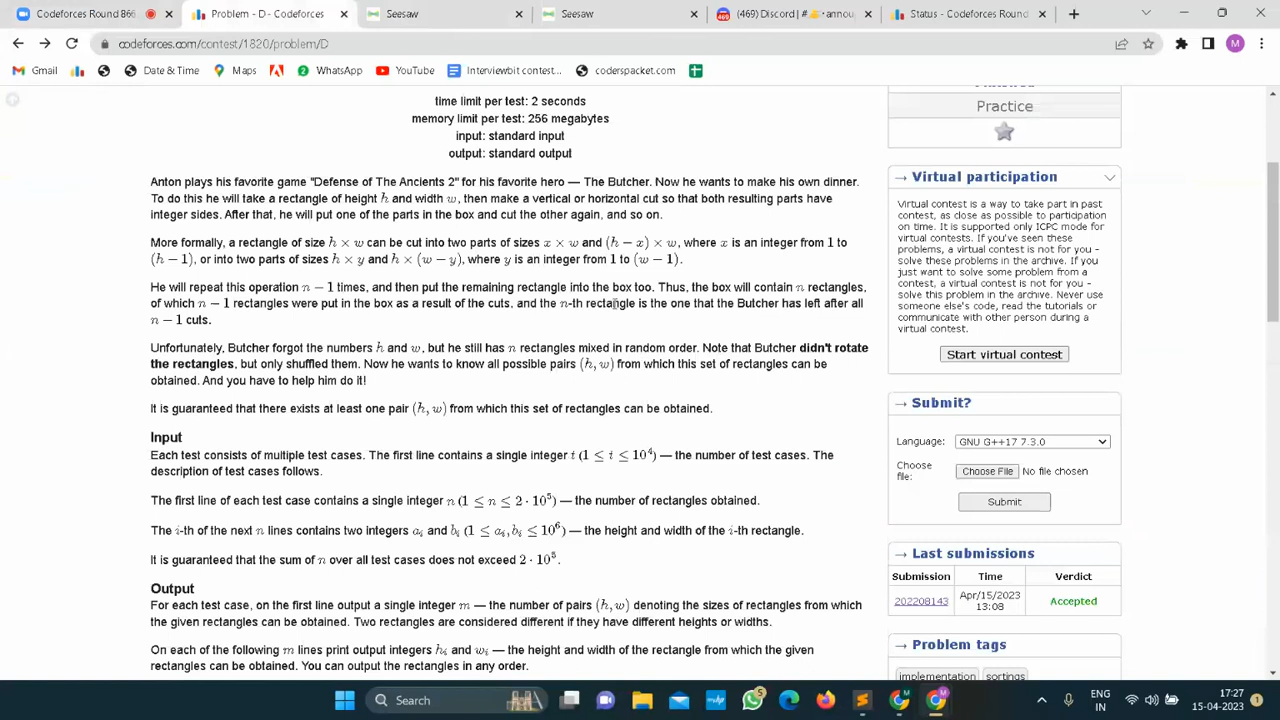 Codeforces Round 866
Problem - D - Codeforces
Seesaw
Seesaw
(469) Discord | #
annou
Status - Codeforces Round
codeforces.com/contest/1820/problem/D
M
Gmail
Date & Time
Maps
WhatsApp
YouTube
Interviewbit contest...
coderspacket.com
time limit per test: 2 seconds
memory limit per test: 256 megabytes
input: standard input
output: standard output
Anton plays his favorite game "Defense of The Ancients 2" for his favorite hero — The Butcher. Now he wants to make his own dinner.
To do this he will take a rectangle of height h and width w, then make a vertical or horizontal cut so that both resulting parts have
integer sides. After that, he will put one of the parts in the box and cut the other again, and so on.
More formally, a rectangle of size h × w can be cut into two parts of sizes x × w and (h − x) × w, where x is an integer from 1 to
(h − 1), or into two parts of sizes h × y and h × (w − y), where y is an integer from 1 to (w − 1).
He will repeat this operation n − 1 times, and then put the remaining rectangle into the box too. Thus, the box will contain n rectangles,
of which n − 1 rectangles were put in the box as a result of the cuts, and the n-th rectangle is the one that the Butcher has left after all
n − 1 cuts.
Unfortunately, Butcher forgot the numbers h and w, but he still has n rectangles mixed in random order. Note that Butcher didn't rotate
the rectangles, but only shuffled them. Now he wants to know all possible pairs (h, w) from which this set of rectangles can be
obtained. And you have to help him do it!
It is guaranteed that there exists at least one pair (h, w) from which this set of rectangles can be obtained.
Input
Each test consists of multiple test cases. The first line contains a single integer t (1 ≤ t ≤ 10⁴) — the number of test cases. The
description of test cases follows.
The first line of each test case contains a single integer n (1 ≤ n ≤ 2 · 10⁵) — the number of rectangles obtained.
The i-th of the next n lines contains two integers aᵢ and bᵢ (1 ≤ aᵢ, bᵢ ≤ 10⁶) — the height and width of the i-th rectangle.
It is guaranteed that the sum of n over all test cases does not exceed 2 · 10⁵.
Output
For each test case, on the first line output a single integer m — the number of pairs (h, w) denoting the sizes of rectangles from which
the given rectangles can be obtained. Two rectangles are considered different if they have different heights or widths.
On each of the following m lines print output integers hᵢ and wᵢ — the height and width of the rectangle from which the given
rectangles can be obtained. You can output the rectangles in any order.
Practice
→ Virtual participation
Virtual contest is a way to take part in past
contest, as close as possible to participation
on time. It is supported only ICPC mode for
virtual contests. If you've seen these
problems, a virtual contest is not for you -
solve these problems in the archive. If you
just want to solve some problem from a
contest, a virtual contest is not for you -
solve this problem in the archive. Never use
someone else's code, read the tutorials or
communicate with other person during a
virtual contest.
Start virtual contest
→ Submit?
Language: GNU G++17 7.3.0
Choose
file:
Choose File No file chosen
Submit
→ Last submissions
Submission Time Verdict
202208143 Apr/15/2023
13:08 Accepted
→ Problem tags
implementation sortings
Search
5
ENG
IN
17:27
15-04-2023